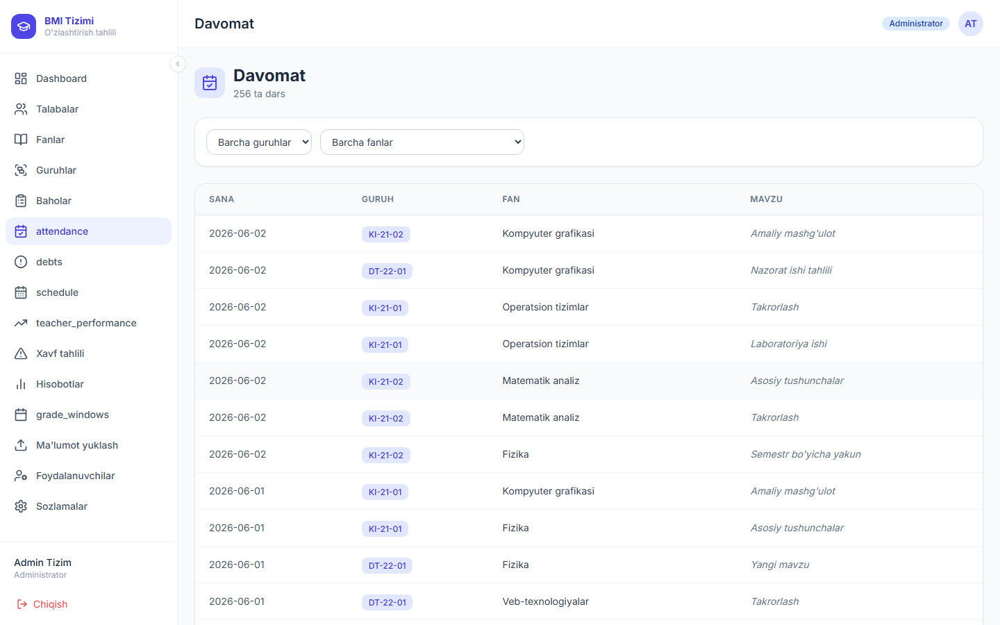 BMI Tizimi
O'zlashtirish tahlili
Dashboard
Talabalar
Fanlar
Guruhlar
Baholar
attendance
debts
schedule
teacher_performance
Xavf tahlili
Hisobotlar
grade_windows
Ma'lumot yuklash
Foydalanuvchilar
Sozlamalar
Admin Tizim
Administrator
Chiqish
Davomat
Administrator
AT
Davomat
256 ta dars
Barcha guruhlar
Barcha fanlar
SANA GURUH FAN MAVZU
2026-06-02 KI-21-02 Kompyuter grafikasi Amaliy mashg'ulot
2026-06-02 DT-22-01 Kompyuter grafikasi Nazorat ishi tahlili
2026-06-02 KI-21-01 Operatsion tizimlar Takrorlash
2026-06-02 KI-21-01 Operatsion tizimlar Laboratoriya ishi
2026-06-02 KI-21-02 Matematik analiz Asosiy tushunchalar
2026-06-02 KI-21-02 Matematik analiz Takrorlash
2026-06-02 KI-21-02 Fizika Semestr bo'yicha yakun
2026-06-01 KI-21-01 Kompyuter grafikasi Amaliy mashg'ulot
2026-06-01 KI-21-01 Fizika Asosiy tushunchalar
2026-06-01 DT-22-01 Fizika Yangi mavzu
2026-06-01 DT-22-01 Veb-texnologiyalar Takrorlash